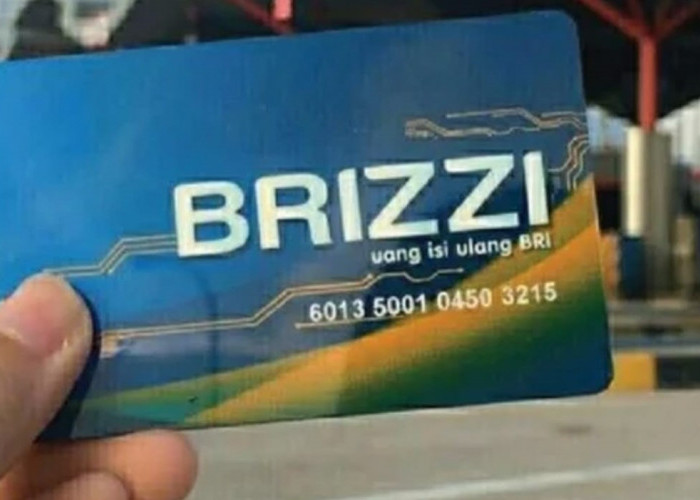 BRIZZI
uang isi ulang BRI
6013 5001 0450 3215